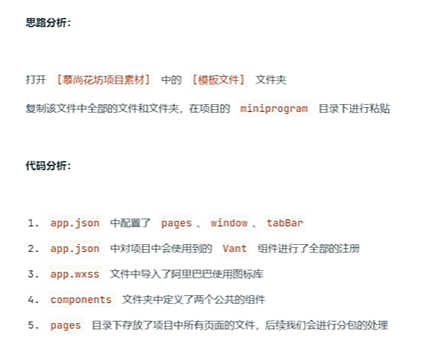 思路分析：
打开 [慕尚花坊项目素材] 中的 [模板文件] 文件夹
复制该文件中全部的文件和文件夹，在项目的 miniprogram 目录下进行粘贴
代码分析：
1. app.json 中配置了 pages 、 window 、 tabBar
2. app.json 中对项目中会使用到的 Vant 组件进行了全部的注册
3. app.wxss 文件中导入了阿里巴巴使用图标库
4. components 文件夹中定义了两个公共的组件
5. pages 目录下存放了项目中所有页面的文件，后续我们会进行分包的处理